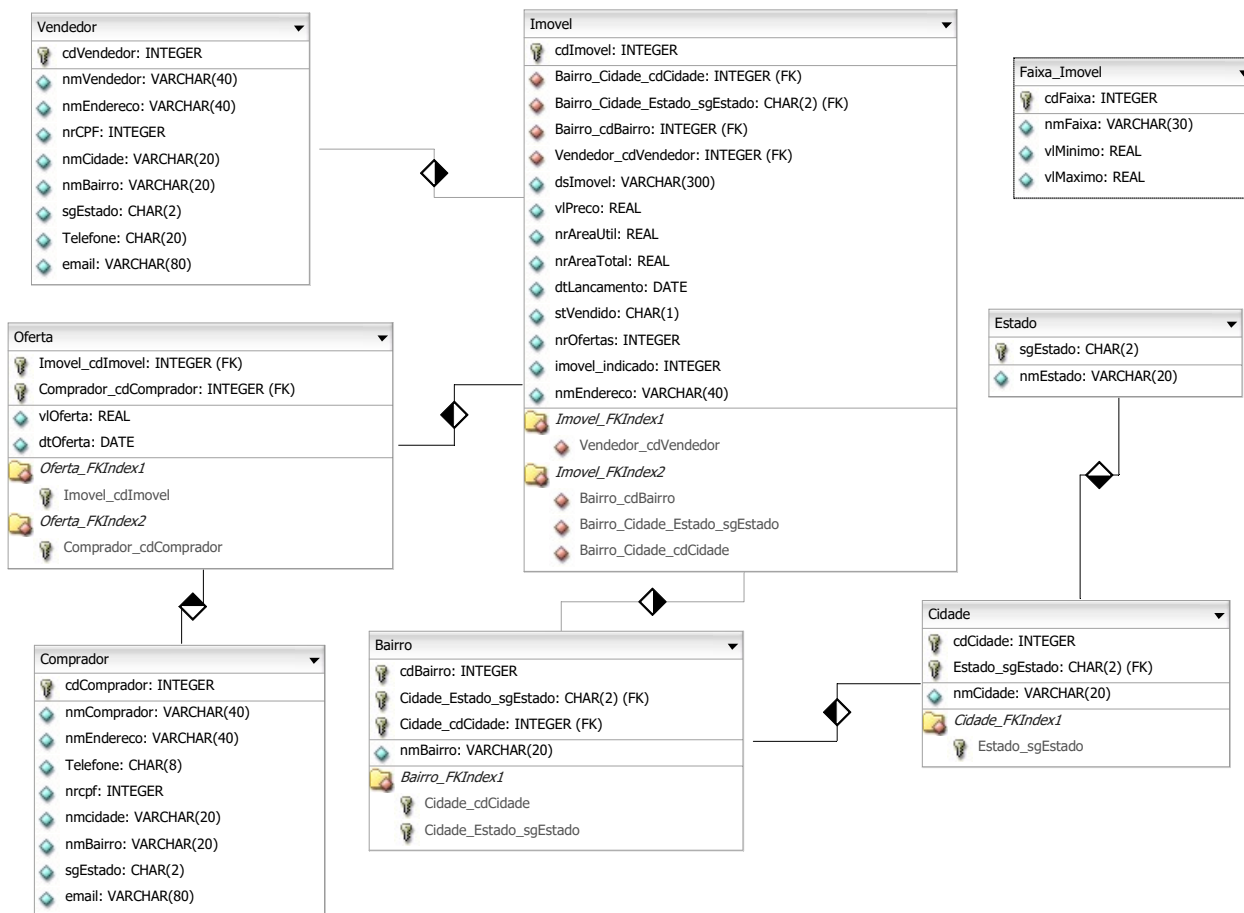 Vendedor
cdVendedor: INTEGER
nmVendedor: VARCHAR(40)
nmEndereco: VARCHAR(40)
nrCPF: INTEGER
nmCidade: VARCHAR(20)
nmBairro: VARCHAR(20)
sgEstado: CHAR(2)
Telefone: CHAR(20)
email: VARCHAR(80)
Imovel
cdImovel: INTEGER
Bairro_Cidade_cdCidade: INTEGER (FK)
Bairro_Cidade_Estado_sgEstado: CHAR(2) (FK)
Bairro_cdBairro: INTEGER (FK)
Vendedor_cdVendedor: INTEGER (FK)
dsImovel: VARCHAR(300)
vlPreco: REAL
nrAreaUtil: REAL
nrAreaTotal: REAL
dtLancamento: DATE
stVendido: CHAR(1)
nrOfertas: INTEGER
imovel_indicado: INTEGER
nmEndereco: VARCHAR(40)
Imovel_FKIndex1
Vendedor_cdVendedor
Imovel_FKIndex2
Bairro_cdBairro
Bairro_Cidade_Estado_sgEstado
Bairro_Cidade_cdCidade
Faixa_Imovel
cdFaixa: INTEGER
nmFaixa: VARCHAR(30)
vlMinimo: REAL
vlMaximo: REAL
Oferta
Imovel_cdImovel: INTEGER (FK)
Comprador_cdComprador: INTEGER (FK)
vlOferta: REAL
dtOferta: DATE
Oferta_FKIndex1
Imovel_cdImovel
Oferta_FKIndex2
Comprador_cdComprador
Estado
sgEstado: CHAR(2)
nmEstado: VARCHAR(20)
Comprador
cdComprador: INTEGER
nmComprador: VARCHAR(40)
nmEndereco: VARCHAR(40)
Telefone: CHAR(8)
nrcpf: INTEGER
nmcidade: VARCHAR(20)
nmBairro: VARCHAR(20)
sgEstado: CHAR(2)
email: VARCHAR(80)
Bairro
cdBairro: INTEGER
Cidade_Estado_sgEstado: CHAR(2) (FK)
Cidade_cdCidade: INTEGER (FK)
nmBairro: VARCHAR(20)
Bairro_FKIndex1
Cidade_cdCidade
Cidade_Estado_sgEstado
Cidade
cdCidade: INTEGER
Estado_sgEstado: CHAR(2) (FK)
nmCidade: VARCHAR(20)
Cidade_FKIndex1
Estado_sgEstado